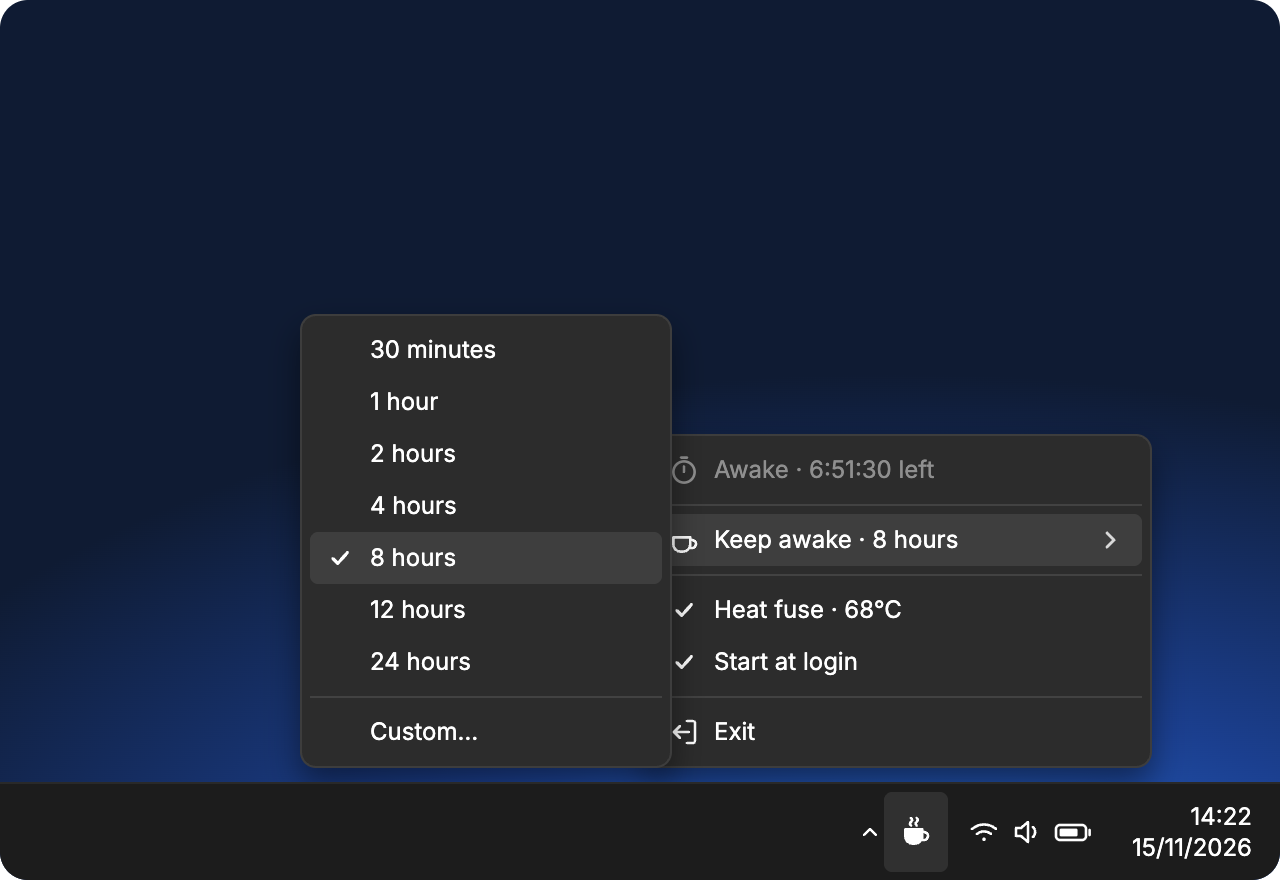 30 minutes
1 hour
2 hours
4 hours
8 hours
12 hours
24 hours
Custom...
Awake · 6:51:30 left
Keep awake · 8 hours
Heat fuse · 68°C
Start at login
Exit
14:22
15/11/2026